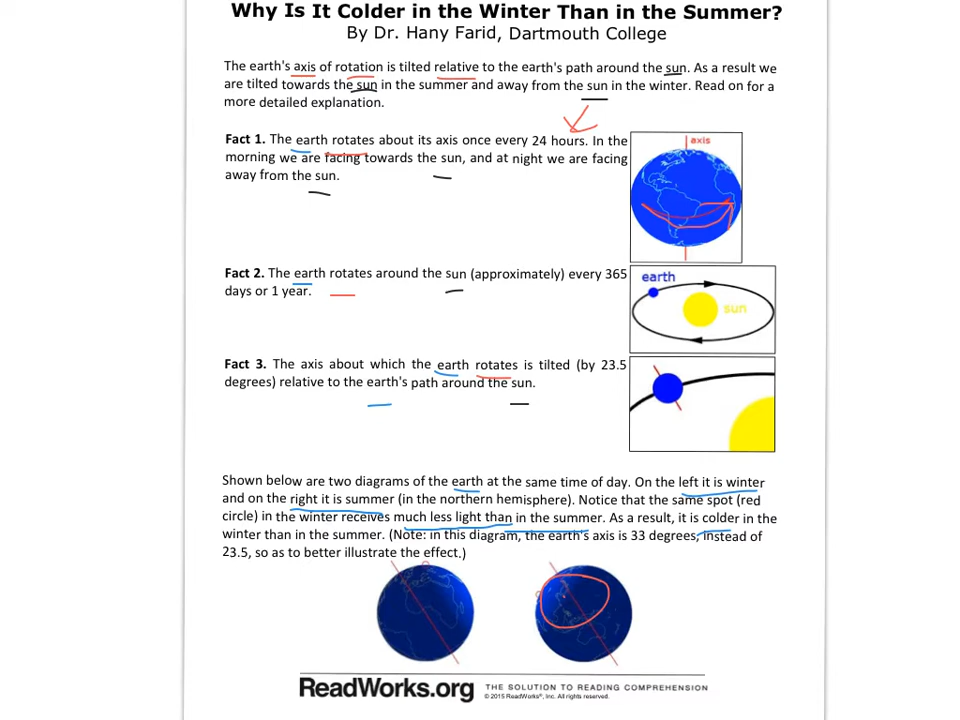 Why Is It Colder in the Winter Than in the Summer?
By Dr. Hany Farid, Dartmouth College
The earth's axis of rotation is tilted relative to the earth's path around the sun. As a result we
are tilted towards the sun in the summer and away from the sun in the winter. Read on for a
more detailed explanation.
Fact 1. The earth rotates about its axis once every 24 hours. In the
morning we are facing towards the sun, and at night we are facing
away from the sun.
axis
Fact 2. The earth rotates around the sun (approximately) every 365
days or 1 year.
earth
sun
Fact 3. The axis about which the earth rotates is tilted (by 23.5
degrees) relative to the earth's path around the sun.
Shown below are two diagrams of the earth at the same time of day. On the left it is winter
and on the right it is summer (in the northern hemisphere). Notice that the same spot (red
circle) in the winter receives much less light than in the summer. As a result, it is colder in the
winter than in the summer. (Note: in this diagram, the earth's axis is 33 degrees, instead of
23.5, so as to better illustrate the effect.)
ReadWorks.org
THE SOLUTION TO READING COMPREHENSION
© 2015 ReadWorks®, Inc. All rights reserved.